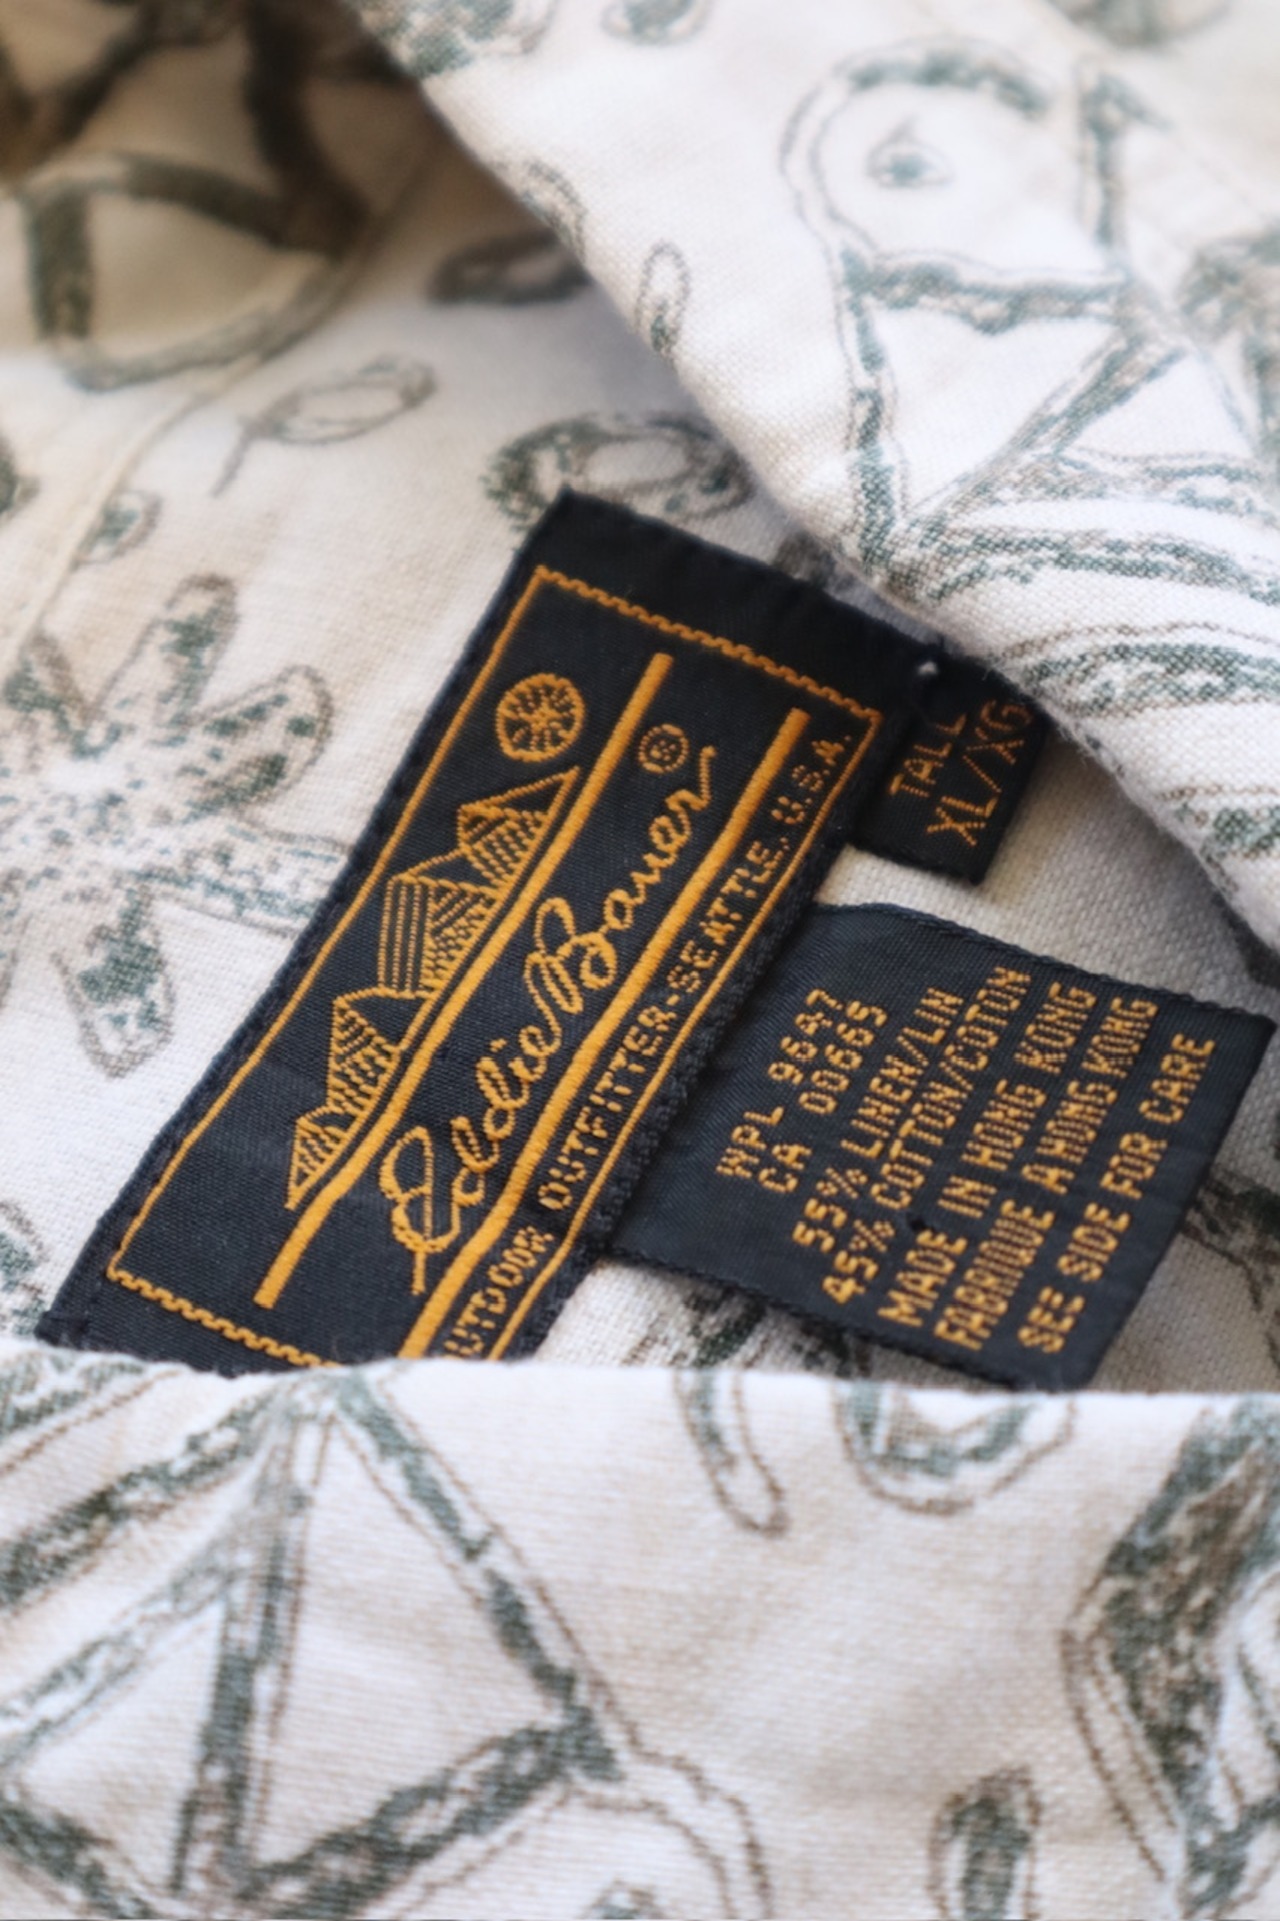 Eddie Bauer®
OUTDOOR OUTFITTER-SEATTLE, U.S.A.
TALL
XL/XG
WPL 9647
CA 00665
55% LINEN/LIN
45% COTTON/COTON
MADE IN HONG KONG
FABRIQUE A HONG KONG
SEE SIDE FOR CARE